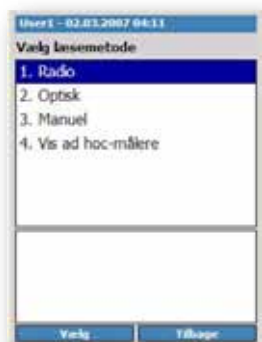 User1 - 02.03.2007 04:11
Vælg læsemetode
1. Radio
2. Optisk
3. Manuel
4. Vis ad hoc-målere
Vælg
Tilbage